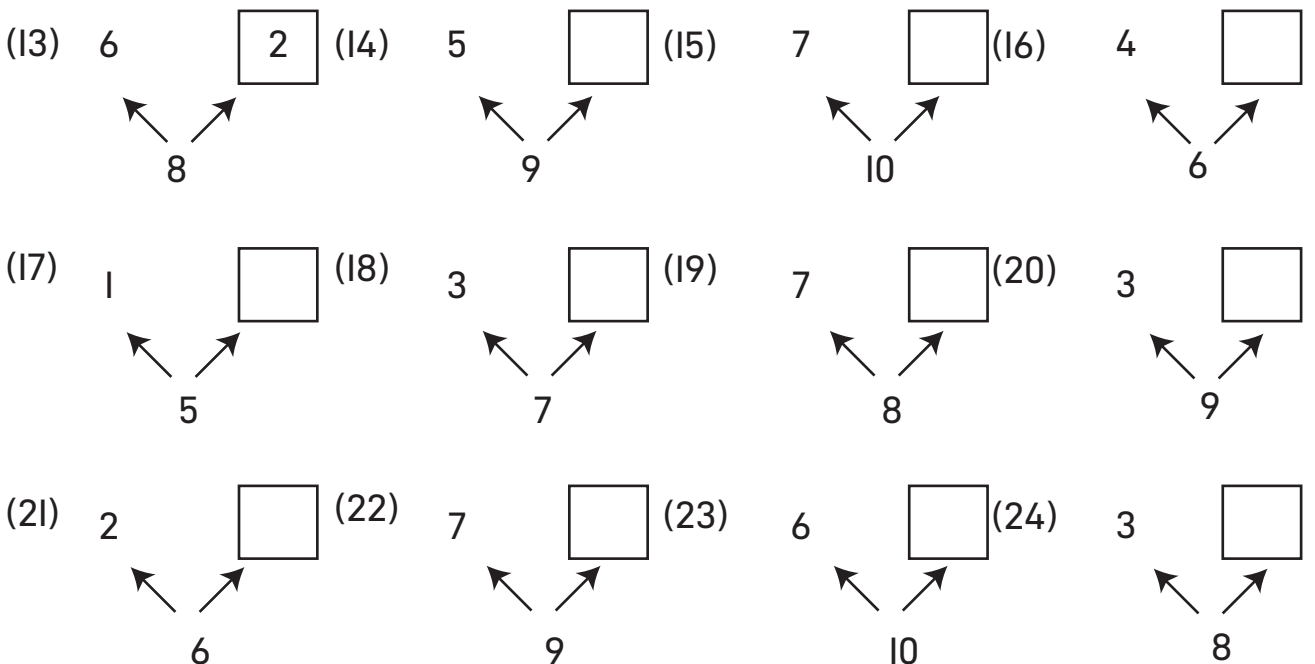 (13) 6 2 (14) 5 (15) 7 (16) 4
8 9 10 6
(17) 1 (18) 3 (19) 7 (20) 3
5 7 8 9
(21) 2 (22) 7 (23) 6 (24) 3
6 9 10 8